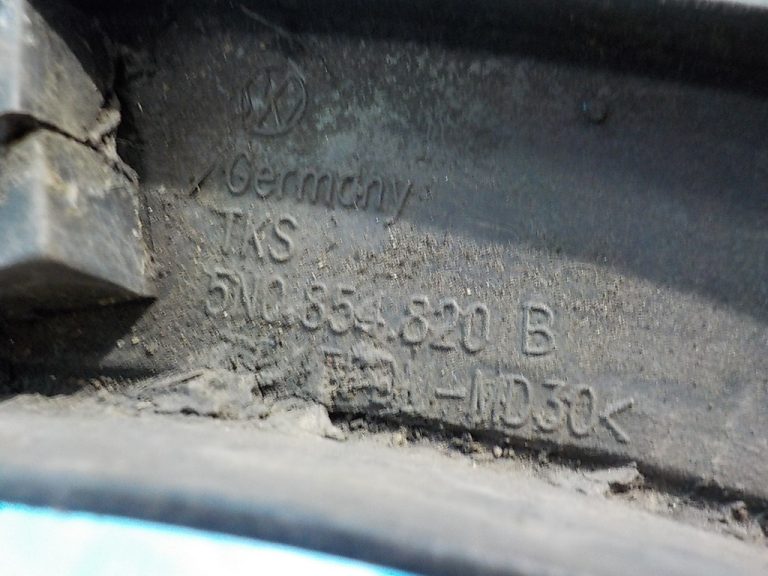 Germany
TKS
5N0.854.820 B
-MD30<